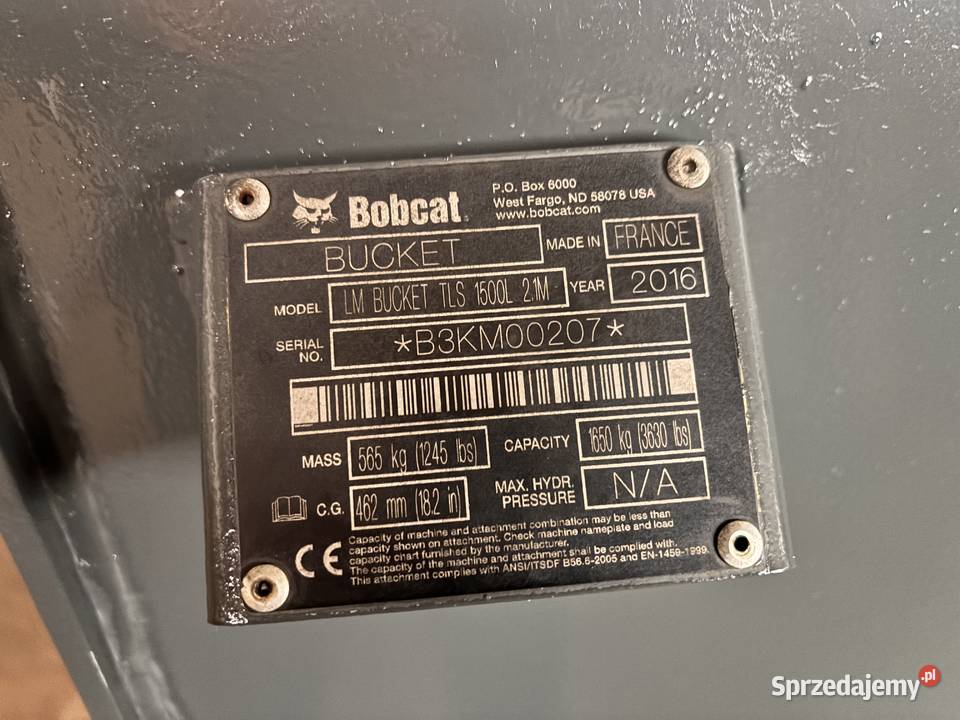 Bobcat
P.O. Box 6000
West Fargo, ND 58078 USA
www.bobcat.com
BUCKET MADE IN FRANCE
MODEL LM BUCKET TLS 1500L 2.1M YEAR 2016
SERIAL NO. *B3KM00207*
MASS 565 kg (1245 lbs) CAPACITY 1650 kg (3630 lbs)
C.G. 462 mm (18.2 in) MAX. HYDR. PRESSURE N/A
CE
Capacity of machine and attachment combination may be less than
capacity shown on attachment. Check machine nameplate and load
capacity chart furnished by the manufacturer.
The capacity of the machine and attachment shall be complied with.
This attachment complies with ANSI/ITSDF B56.6-2005 and EN-1459-1999.
Sprzedajemy.pl